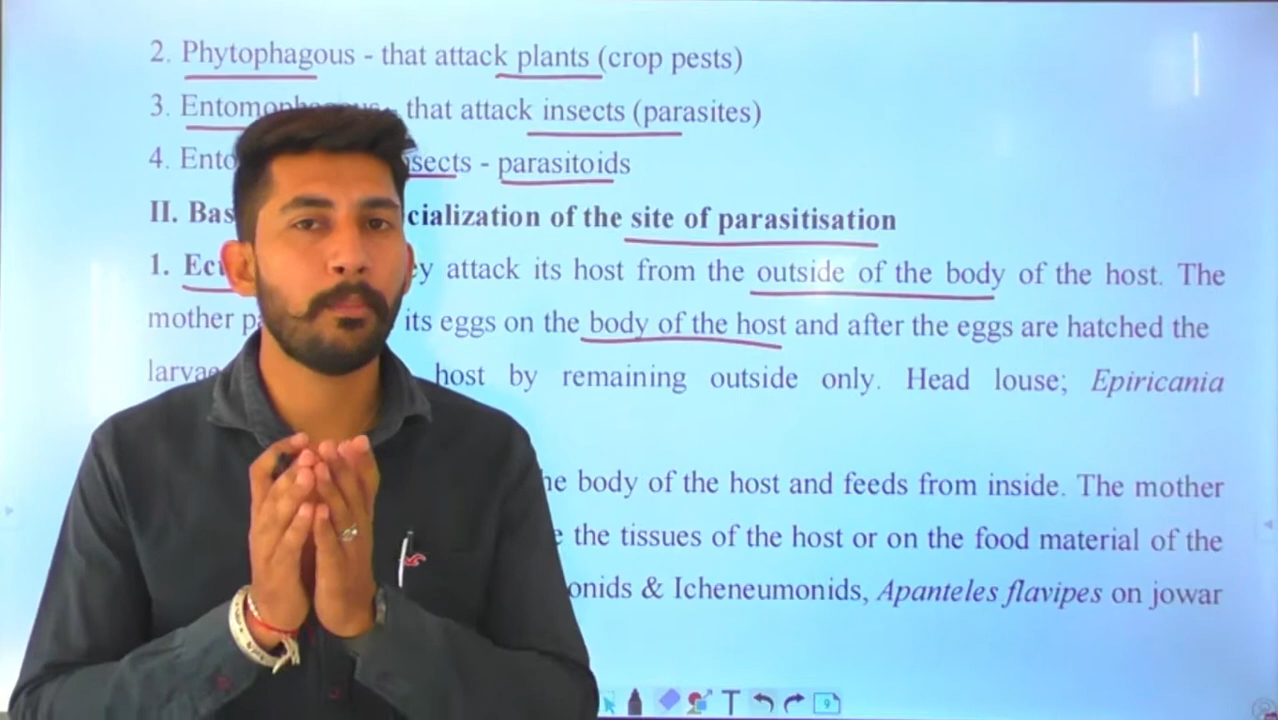 2. Phytophagous - that attack plants (crop pests)
3. Entomophagous - that attack insects (parasites)
4. Ento sects - parasitoids
II. Bas cialization of the site of parasitisation
1. Ect y attack its host from the outside of the body of the host. The
mother p its eggs on the body of the host and after the eggs are hatched the
larvae host by remaining outside only. Head louse; Epiricania
he body of the host and feeds from inside. The mother
e the tissues of the host or on the food material of the
onids & Icheneumonids, Apanteles flavipes on jowar
T
9